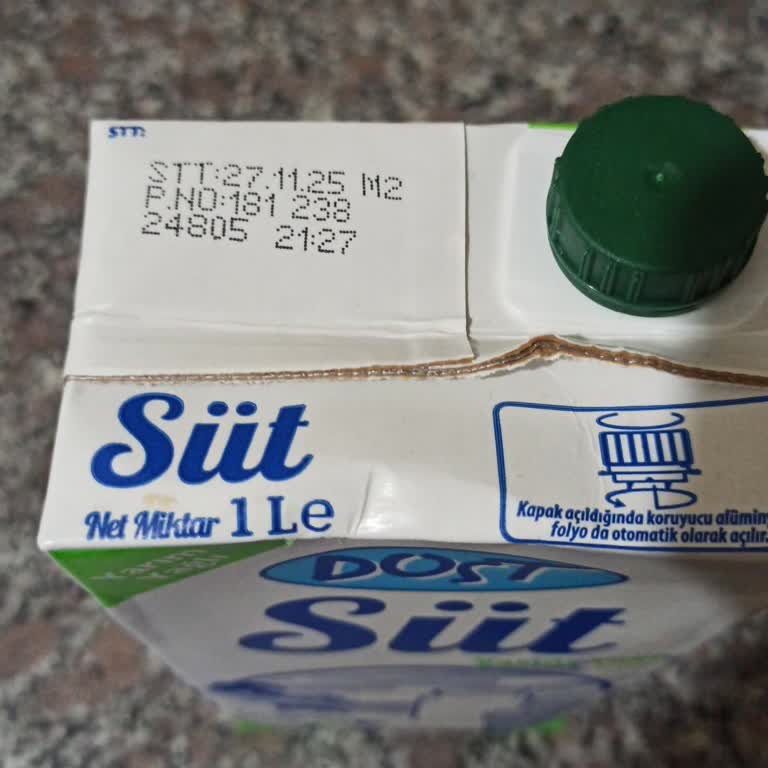 STT:
STT:27.11.25 M2
P.NO:181 238
24805 21:27
Süt
Net Miktar 1 L e
Kapak açıldığında koruyucu
folyo da otomatik olarak açılır.
Yarım
DOST
Süt